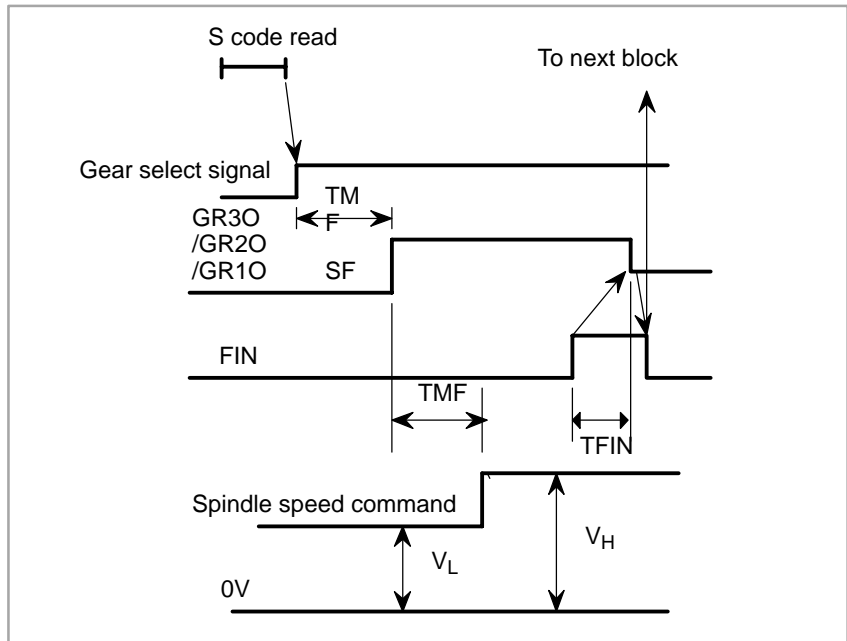 S code read
To next block
Gear select signal
TM
F
GR3O
/GR2O
/GR1O
SF
FIN
TMF
TFIN
Spindle speed command
VL
VH
0V